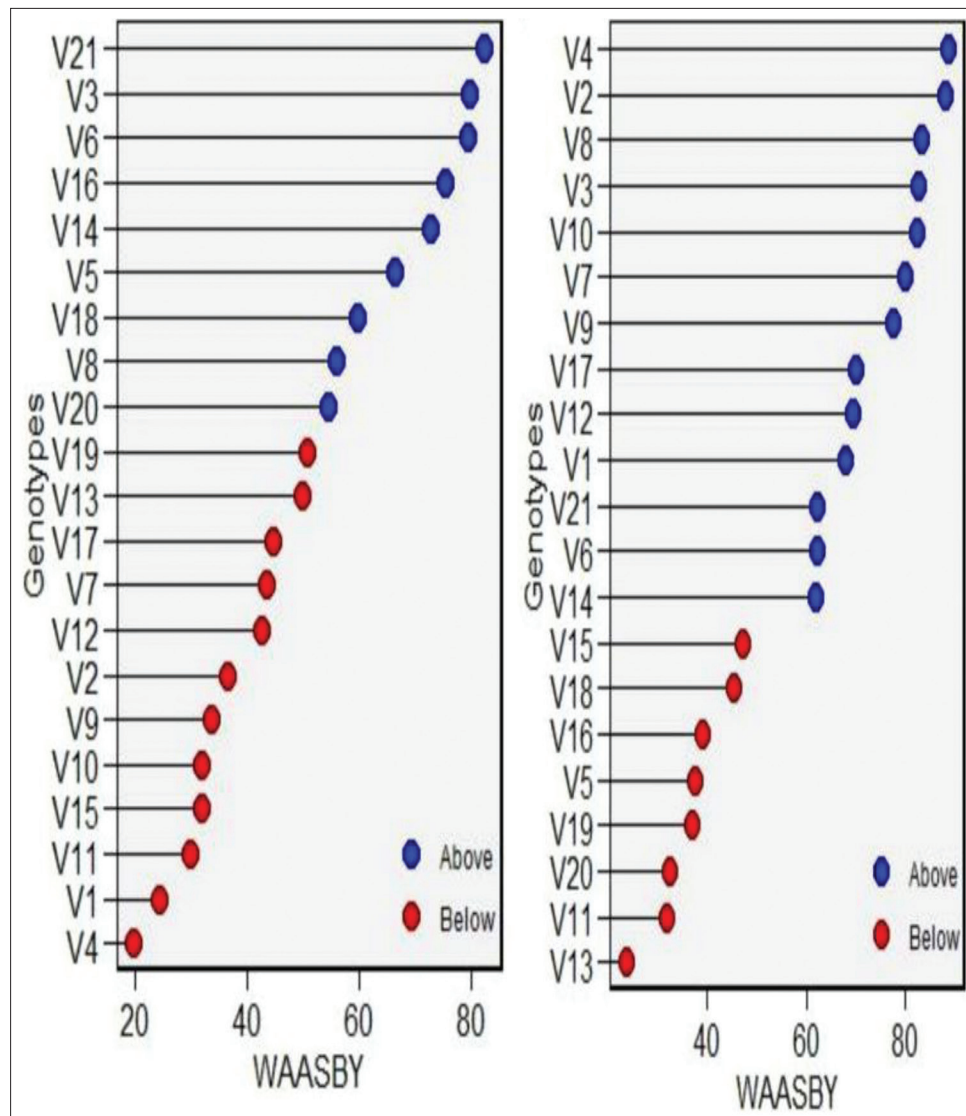 V21
V3
V6
V16
V14
V5
V18
V8
V20
V19
V13
V17
V7
V12
V2
V9
V10
V15
V11
V1
V4
Genotypes
Above
Below
20 40 60 80
WAASBY
V4
V2
V8
V3
V10
V7
V9
V17
V12
V1
V21
V6
V14
V15
V18
V16
V5
V19
V20
V11
V13
Genotypes
Above
Below
40 60 80
WAASBY